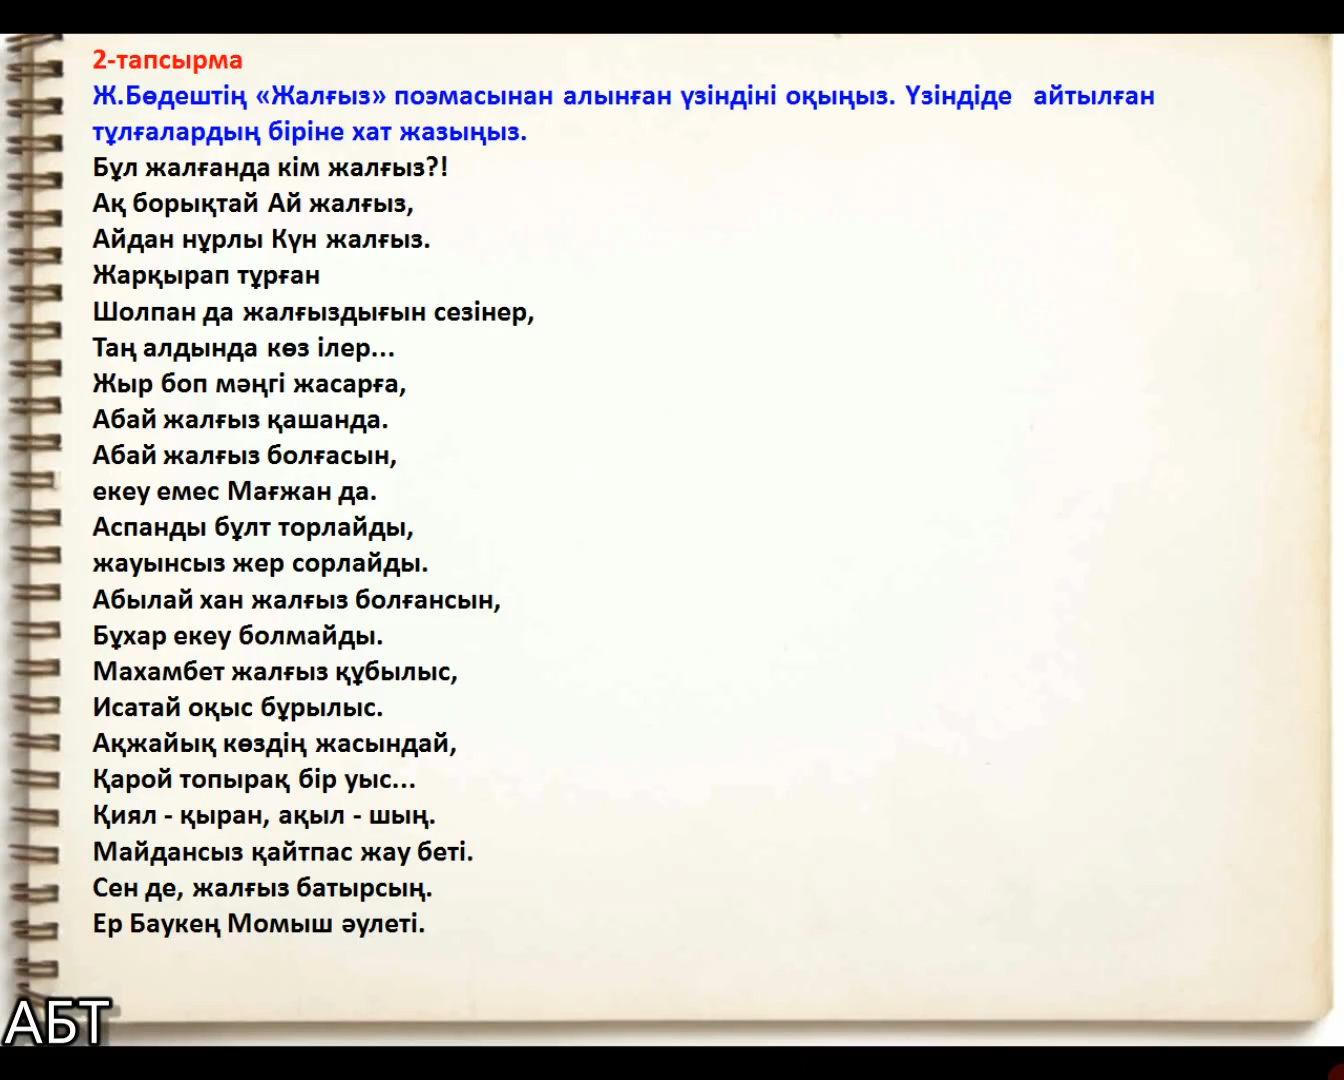 2-тапсырма
Ж.Бөдештің «Жалғыз» поэмасынан алынған үзіндіні оқыңыз. Үзіндіде айтылған
тұлғалардың біріне хат жазыңыз.
Бұл жалғанда кім жалғыз?!
Ақ борықтай Ай жалғыз,
Айдан нұрлы Күн жалғыз.
Жарқырап тұрған
Шолпан да жалғыздығын сезінер,
Таң алдында көз ілер...
Жыр боп мәңгі жасарға,
Абай жалғыз қашанда.
Абай жалғыз болғасын,
екеу емес Мағжан да.
Аспанды бұлт торлайды,
жауынсыз жер сорлайды.
Абылай хан жалғыз болғансын,
Бұхар екеу болмайды.
Махамбет жалғыз құбылыс,
Исатай оқыс бұрылыс.
Ақжайық көздің жасындай,
Қарой топырақ бір уыс...
Қиял - қыран, ақыл - шың.
Майдансыз қайтпас жау беті.
Сен де, жалғыз батырсың.
Ер Баукең Момыш әулеті.
АБТ